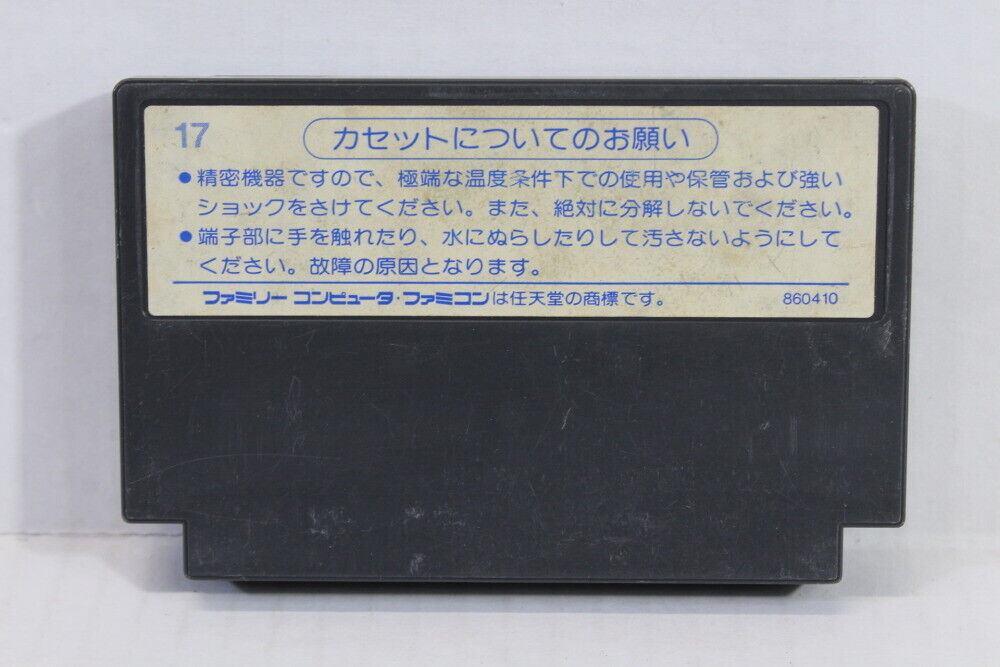 17
カセットについてのお願い
●精密機器ですので、極端な温度条件下での使用や保管および強い
ショックをさけてください。また、絶対に分解しないでください。
●端子部に手を触れたり、水にぬらしたりして汚さないようにして
ください。故障の原因となります。
ファミリー コンピュータ・ファミコンは任天堂の商標です。 860410